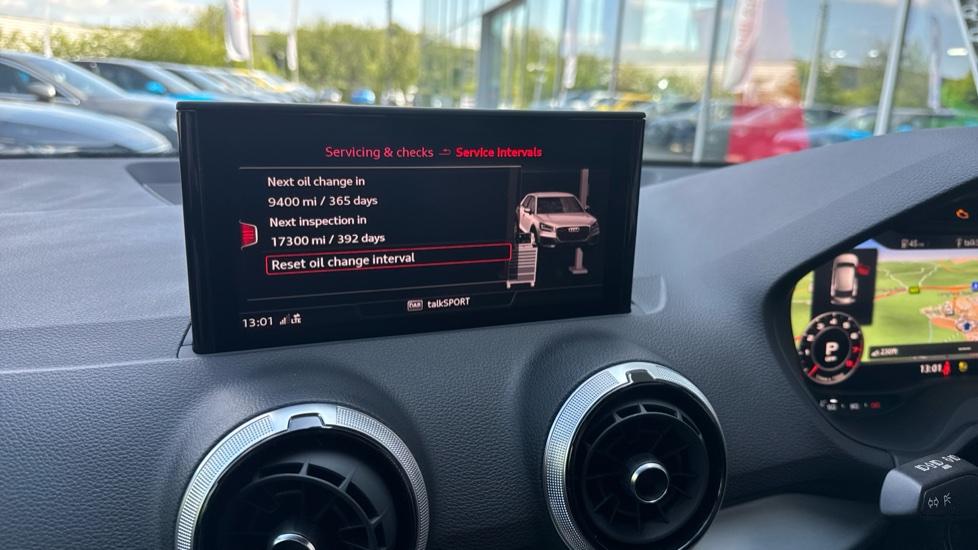 Servicing & checks Service intervals
Next oil change in
9400 mi / 365 days
Next inspection in
17300 mi / 392 days
Reset oil change interval
DAB talkSPORT
13:01 LTE
P
13:01